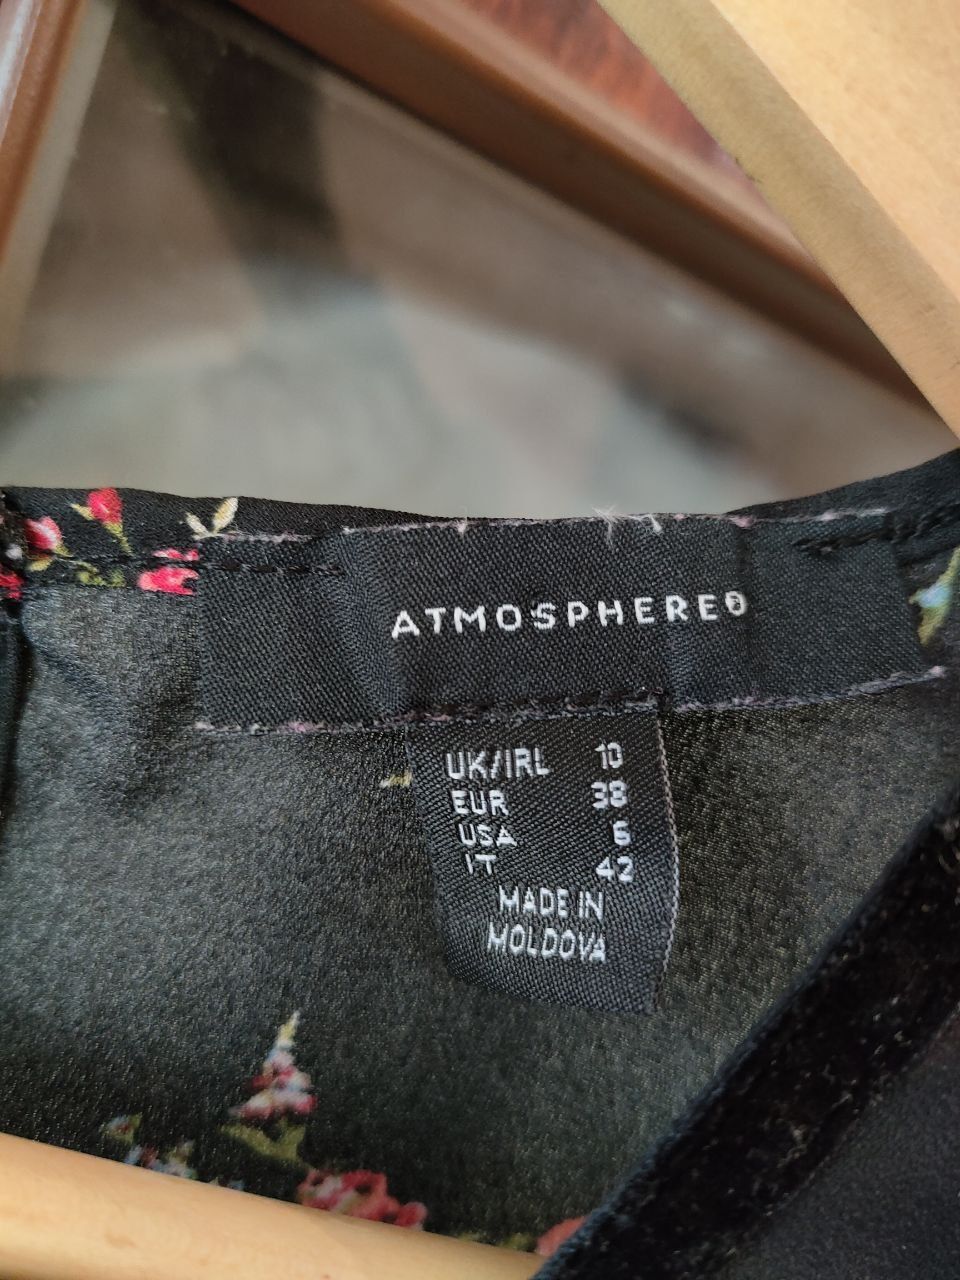 ATMOSPHERE®
UK/IRL 10
EUR 38
USA 6
IT 42
MADE IN
MOLDOVA